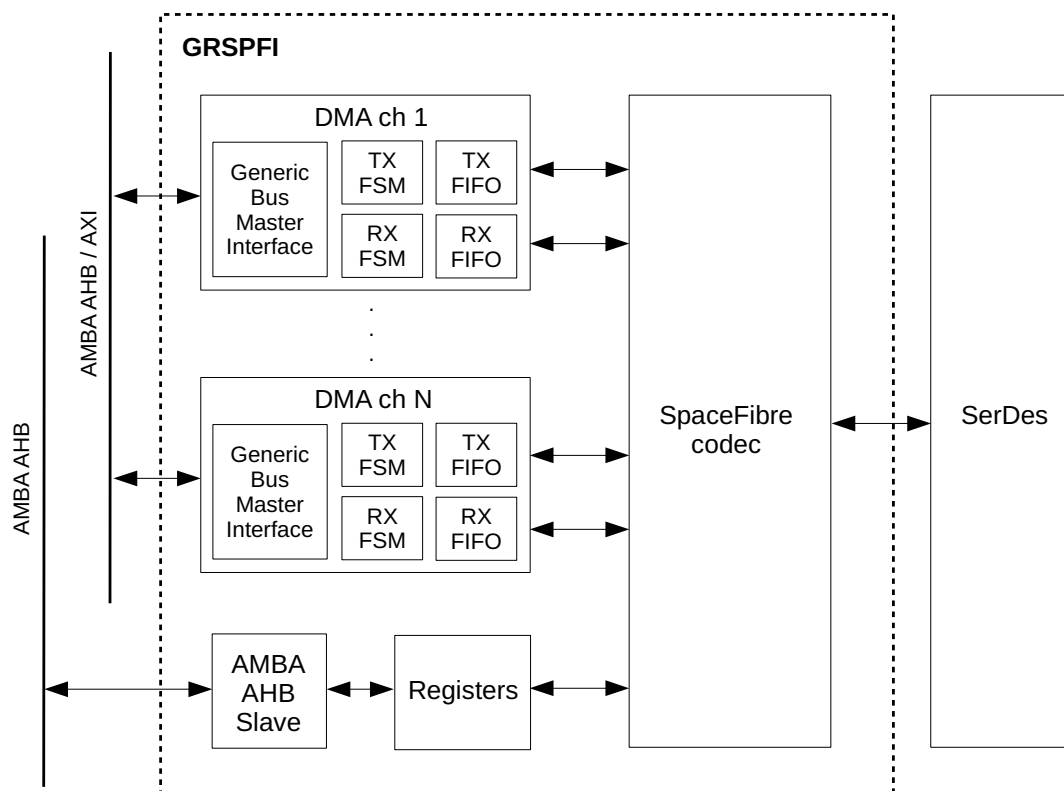 GRSPFI
DMA ch 1
Generic
Bus
Master
Interface
TX
FSM
TX
FIFO
RX
FSM
RX
FIFO
.
.
.
DMA ch N
Generic
Bus
Master
Interface
TX
FSM
TX
FIFO
RX
FSM
RX
FIFO
AMBA AHB / AXI
AMBA AHB
AMBA
AHB
Slave
Registers
SpaceFibre
codec
SerDes